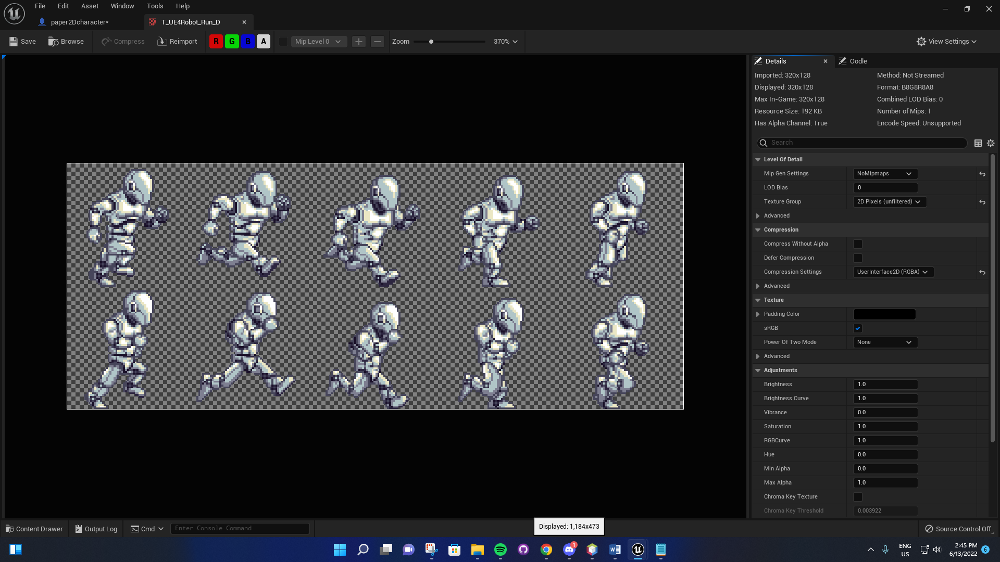 File Edit Asset Window Tools Help
paper2Dcharacter*
T_UE4Robot_Run_D
Save Browse Compress Reimport R G B A Mip Level 0 Zoom 370% View Settings
Details Oodle
Imported: 320x128 Method: Not Streamed
Displayed: 320x128 Format: B8G8R8A8
Max In-Game: 320x128 Combined LOD Bias: 0
Resource Size: 192 KB Number of Mips: 1
Has Alpha Channel: True Encode Speed: Unsupported
Search
Level Of Detail
Mip Gen Settings NoMipmaps
LOD Bias 0
Texture Group 2D Pixels (unfiltered)
Advanced
Compression
Compress Without Alpha
Defer Compression
Compression Settings UserInterface2D (RGBA)
Advanced
Texture
Padding Color
sRGB
Power Of Two Mode None
Advanced
Adjustments
Brightness 1.0
Brightness Curve 1.0
Vibrance 0.0
Saturation 1.0
RGBCurve 1.0
Hue 0.0
Min Alpha 0.0
Max Alpha 1.0
Chroma Key Texture
Chroma Key Threshold 0.003922
Displayed: 1,184x473
Content Drawer Output Log Cmd Enter Console Command Source Control Off
1
ENG
US
2:45 PM
6/13/2022
6